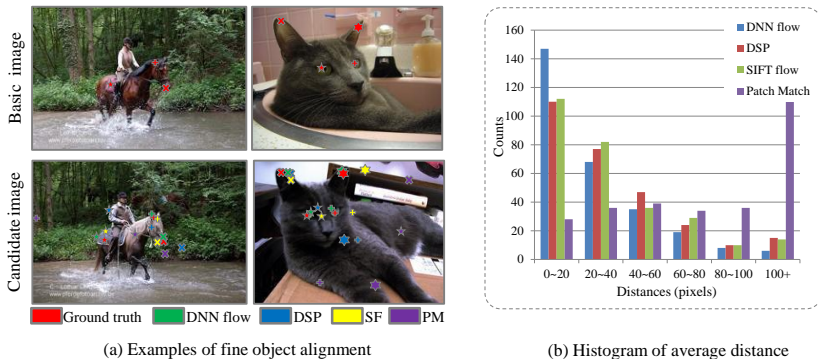 Basic image
Candidate image
Ground truth DNN flow DSP SF PM
(a) Examples of fine object alignment
Counts
160
140
120
100
80
60
40
20
0
0~20 20~40 40~60 60~80 80~100 100+
Distances (pixels)
DNN flow
DSP
SIFT flow
Patch Match
(b) Histogram of average distance